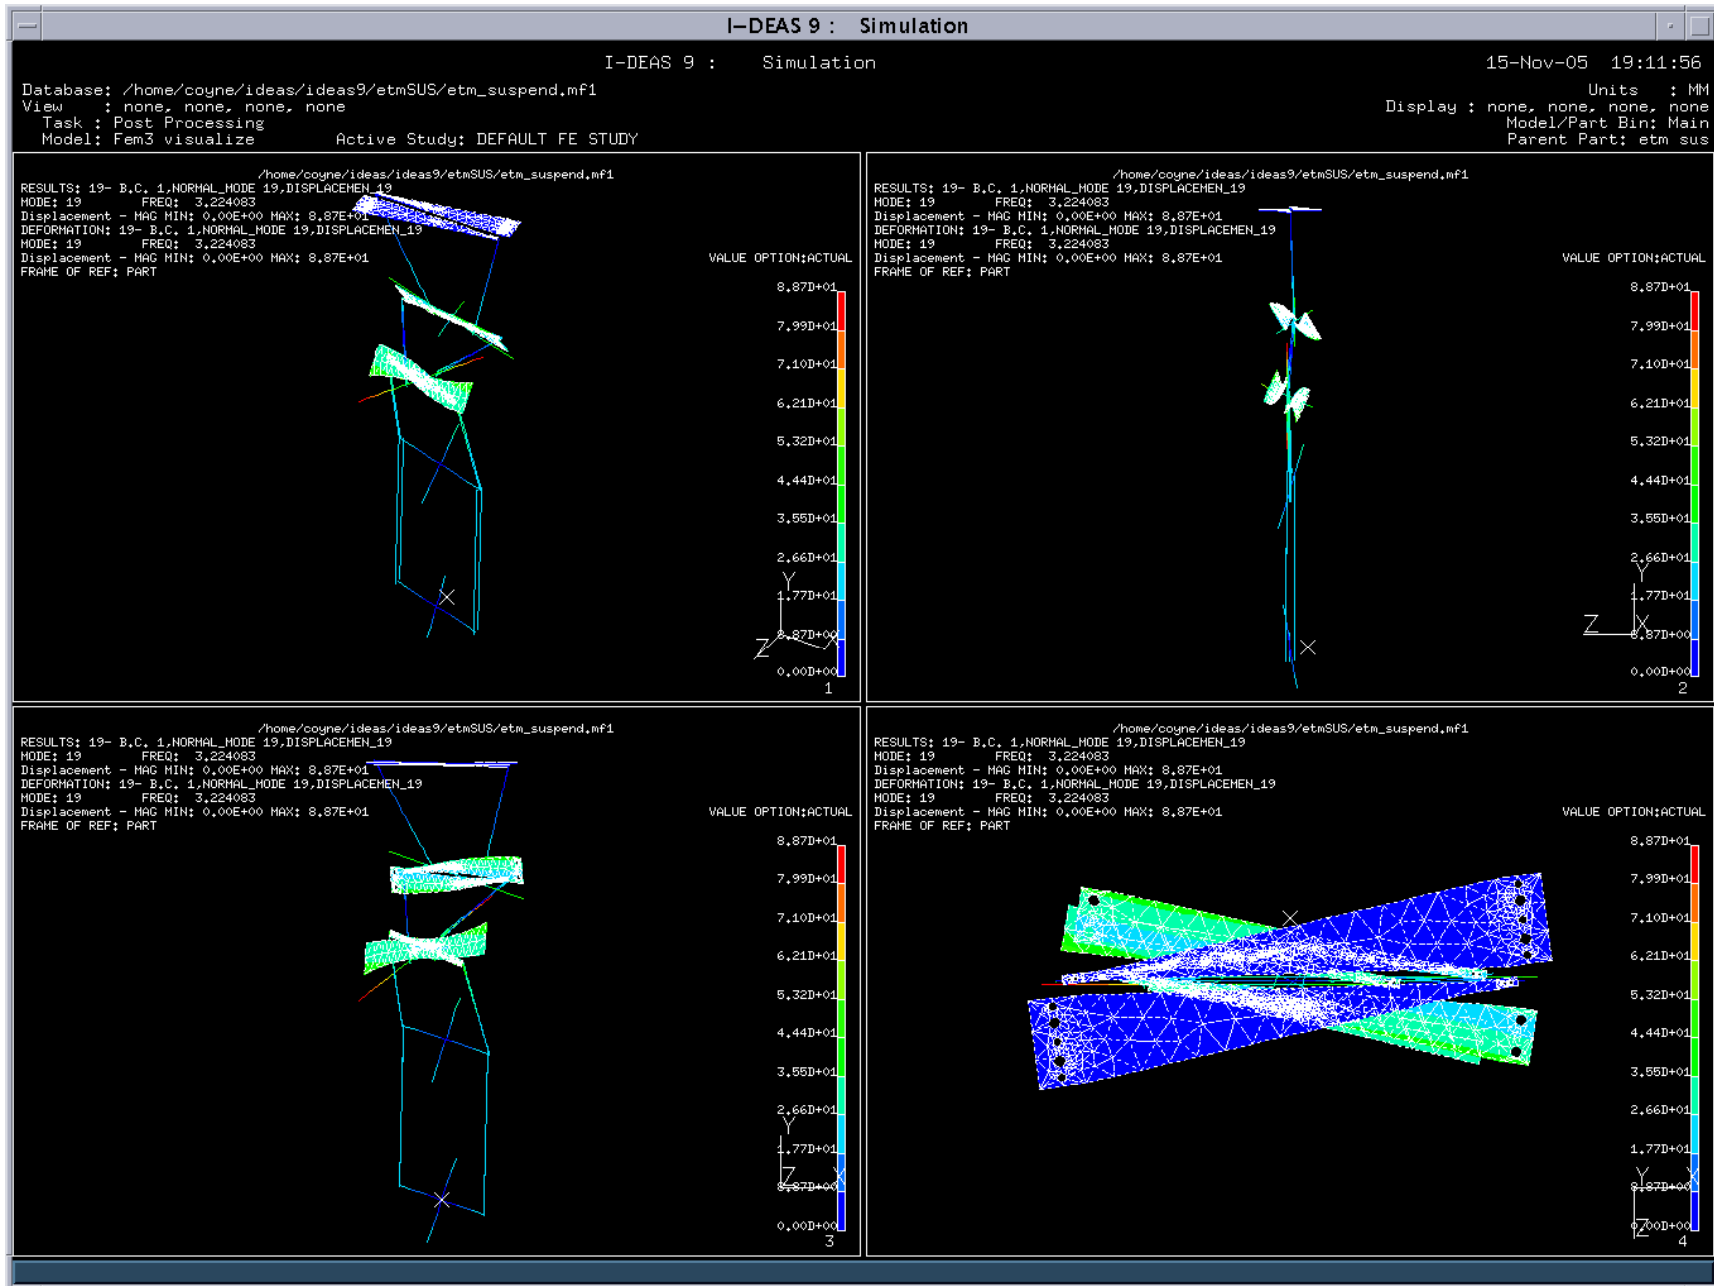 I-DEAS 9 :   Simulation
I-DEAS 9 :    Simulation
15-Nov-05  19:11:56
Database: /home/coyne/ideas/ideas9/etmSUS/etm_suspend.mf1
Units   : MM
View    : none, none, none, none
Display : none, none, none, none
Task : Post Processing
Model/Part Bin: Main
Model: Fem3 visualize       Active Study: DEFAULT FE STUDY
Parent Part: etm sus
/home/coyne/ideas/ideas9/etmSUS/etm_suspend.mf1
RESULTS: 19- B.C. 1,NORMAL_MODE 19,DISPLACEMEN_19
MODE: 19       FREQ:  3.224083
Displacement - MAG MIN: 0.00E+00 MAX: 8.87E+01
DEFORMATION: 19- B.C. 1,NORMAL_MODE 19,DISPLACEMEN_19
MODE: 19       FREQ:  3.224083
Displacement - MAG MIN: 0.00E+00 MAX: 8.87E+01
FRAME OF REF: PART
VALUE OPTION:ACTUAL
8.87D+01
7.99D+01
7.10D+01
6.21D+01
5.32D+01
4.44D+01
3.55D+01
2.66D+01
1.77D+01
8.87D+00
0.00D+00
Y
Z
X
1
/home/coyne/ideas/ideas9/etmSUS/etm_suspend.mf1
RESULTS: 19- B.C. 1,NORMAL_MODE 19,DISPLACEMEN_19
MODE: 19       FREQ:  3.224083
Displacement - MAG MIN: 0.00E+00 MAX: 8.87E+01
DEFORMATION: 19- B.C. 1,NORMAL_MODE 19,DISPLACEMEN_19
MODE: 19       FREQ:  3.224083
Displacement - MAG MIN: 0.00E+00 MAX: 8.87E+01
FRAME OF REF: PART
VALUE OPTION:ACTUAL
8.87D+01
7.99D+01
7.10D+01
6.21D+01
5.32D+01
4.44D+01
3.55D+01
2.66D+01
1.77D+01
8.87D+00
0.00D+00
Y
Z
X
2
/home/coyne/ideas/ideas9/etmSUS/etm_suspend.mf1
RESULTS: 19- B.C. 1,NORMAL_MODE 19,DISPLACEMEN_19
MODE: 19       FREQ:  3.224083
Displacement - MAG MIN: 0.00E+00 MAX: 8.87E+01
DEFORMATION: 19- B.C. 1,NORMAL_MODE 19,DISPLACEMEN_19
MODE: 19       FREQ:  3.224083
Displacement - MAG MIN: 0.00E+00 MAX: 8.87E+01
FRAME OF REF: PART
VALUE OPTION:ACTUAL
8.87D+01
7.99D+01
7.10D+01
6.21D+01
5.32D+01
4.44D+01
3.55D+01
2.66D+01
1.77D+01
8.87D+00
0.00D+00
Y
Z
X
3
/home/coyne/ideas/ideas9/etmSUS/etm_suspend.mf1
RESULTS: 19- B.C. 1,NORMAL_MODE 19,DISPLACEMEN_19
MODE: 19       FREQ:  3.224083
Displacement - MAG MIN: 0.00E+00 MAX: 8.87E+01
DEFORMATION: 19- B.C. 1,NORMAL_MODE 19,DISPLACEMEN_19
MODE: 19       FREQ:  3.224083
Displacement - MAG MIN: 0.00E+00 MAX: 8.87E+01
FRAME OF REF: PART
VALUE OPTION:ACTUAL
8.87D+01
7.99D+01
7.10D+01
6.21D+01
5.32D+01
4.44D+01
3.55D+01
2.66D+01
1.77D+01
8.87D+00
0.00D+00
Y
X
Z
4